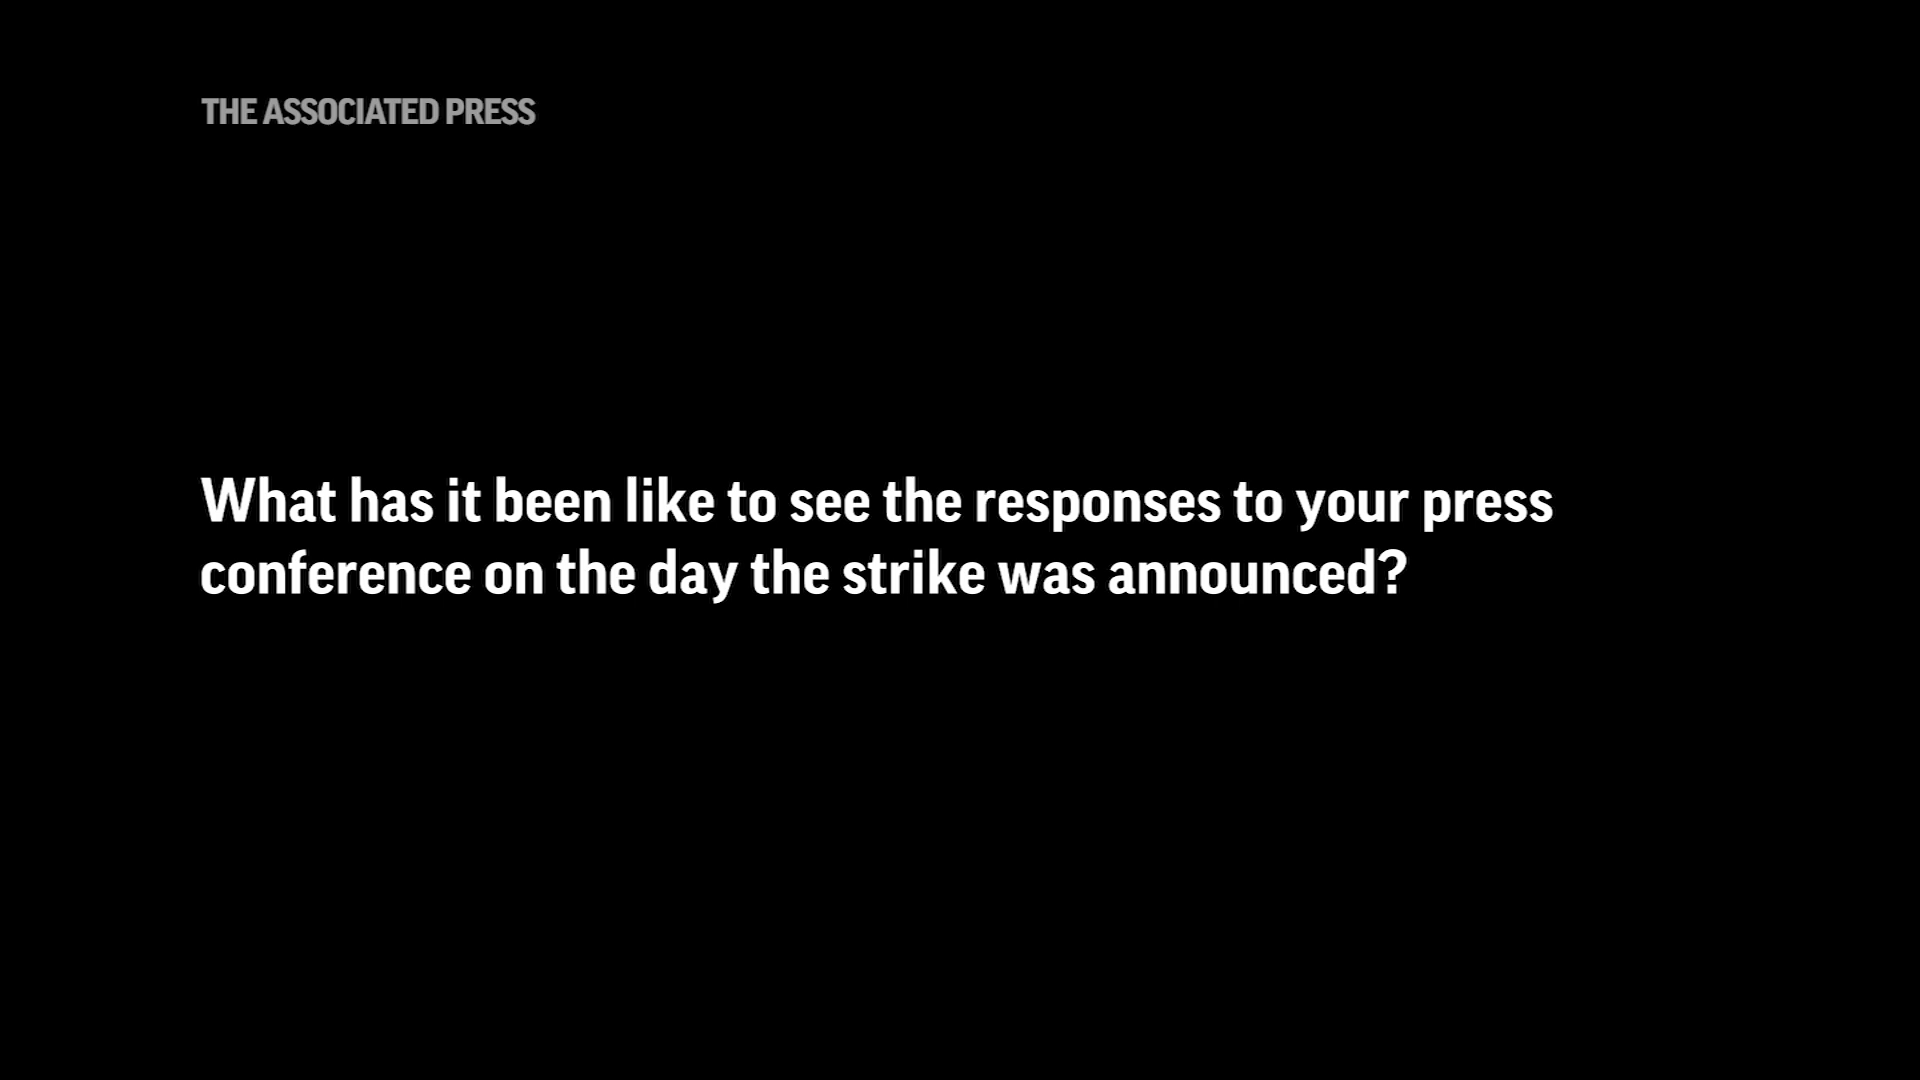 THE ASSOCIATED PRESS
What has it been like to see the responses to your press
conference on the day the strike was announced?